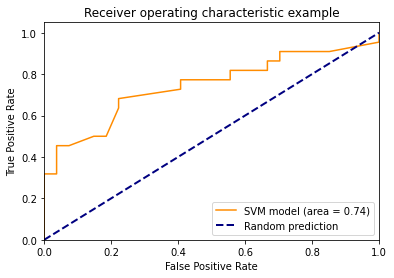 Receiver operating characteristic example
True Positive Rate
1.0
0.8
0.6
0.4
0.2
0.0
SVM model (area = 0.74)
Random prediction
0.0 0.2 0.4 0.6 0.8 1.0
False Positive Rate